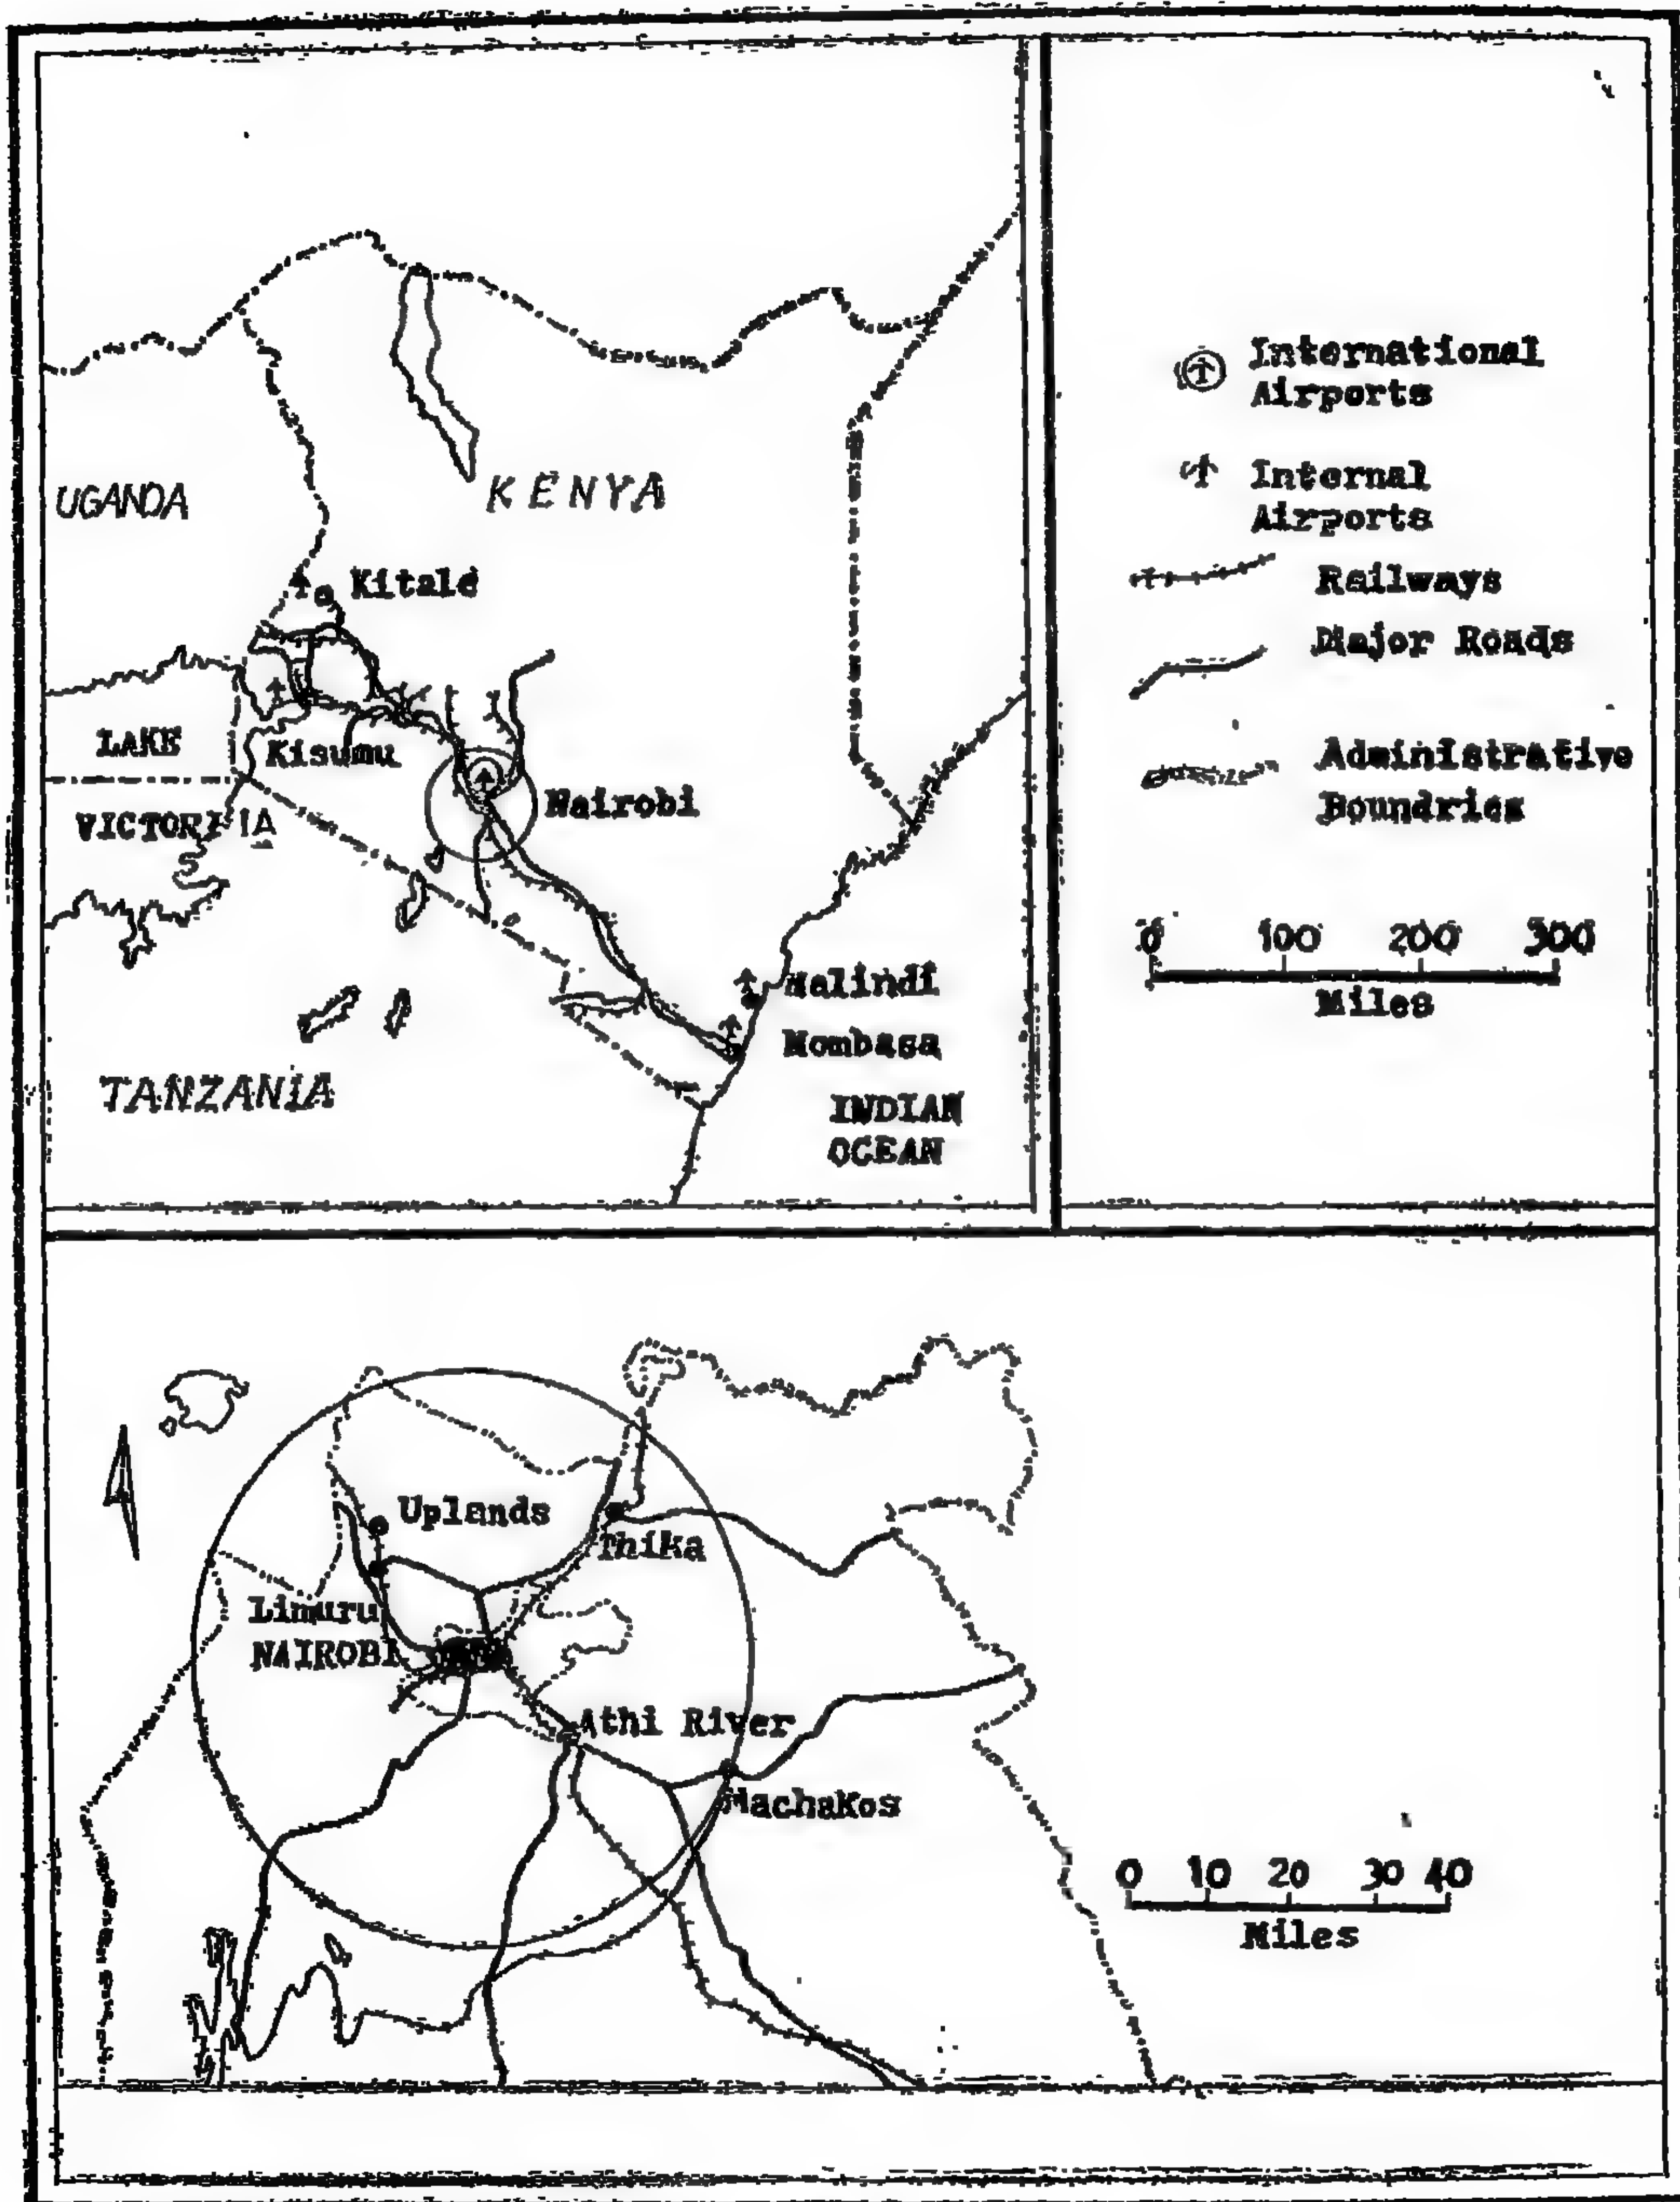 UGANDA
KENYA
Kitale
LAKE
VICTORIA
Kisumu
Nairobi
Malindi
Mombasa
TANZANIA
INDIAN
OCEAN
International
Airports
Internal
Airports
Railways
Major Roads
Administrative
Boundries
0 100 200 300
Miles
Uplands
Thika
Limuru
NAIROBI
Athi River
Machakos
0 10 20 30 40
Miles